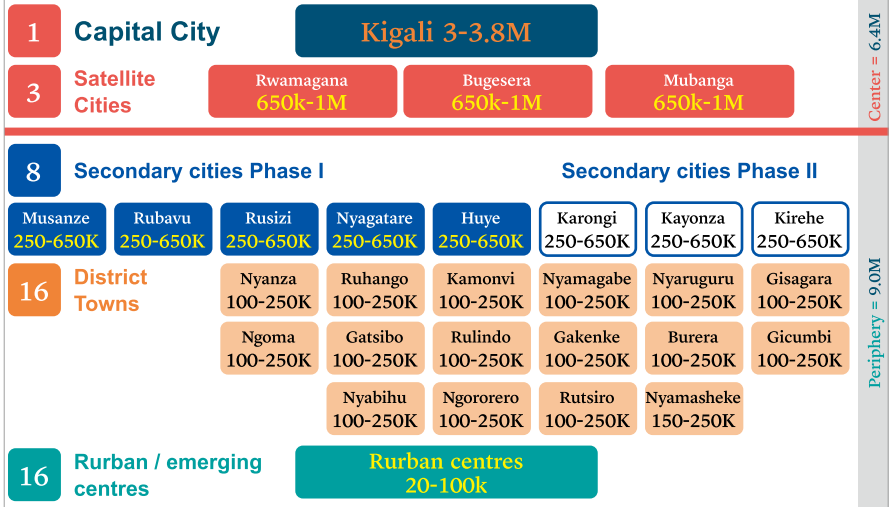 1
Capital City
Kigali 3-3.8M
3
Satellite
Cities
Rwamagana
650k-1M
Bugesera
650k-1M
Mubanga
650k-1M
Center = 6.4M
8
Secondary cities Phase I
Secondary cities Phase II
Musanze
250-650K
Rubavu
250-650K
Rusizi
250-650K
Nyagatare
250-650K
Huye
250-650K
Karongi
250-650K
Kayonza
250-650K
Kirehe
250-650K
16
District
Towns
Nyanza
100-250K
Ruhango
100-250K
Kamonvi
100-250K
Nyamagabe
100-250K
Nyaruguru
100-250K
Gisagara
100-250K
Ngoma
100-250K
Gatsibo
100-250K
Rulindo
100-250K
Gakenke
100-250K
Burera
100-250K
Gicumbi
100-250K
Nyabihu
100-250K
Ngororero
100-250K
Rutsiro
100-250K
Nyamasheke
150-250K
Periphery = 9.0M
16
Rurban / emerging
centres
Rurban centres
20-100k